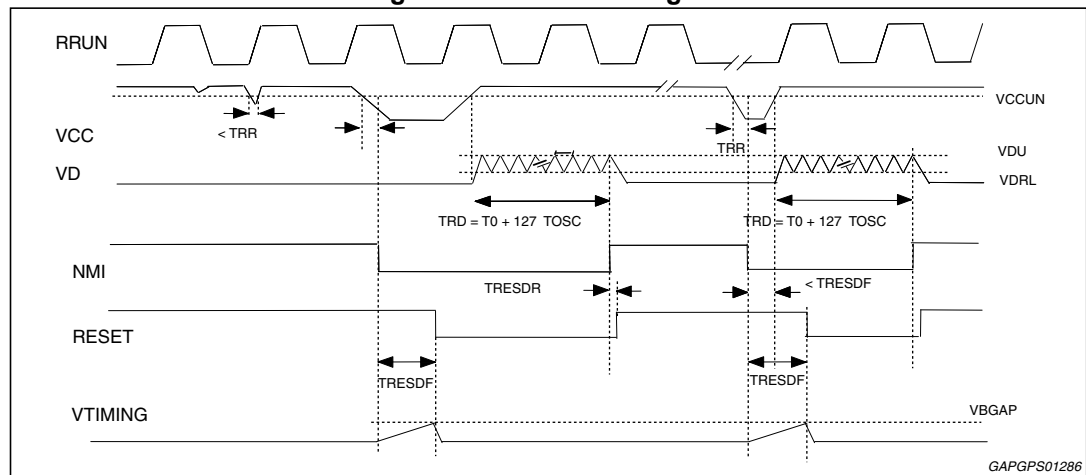 RRUN
VCCUN
< TRR
TRR
VCC
VDU
VD
VDRL
TRD = T0 + 127 TOSC
TRD = T0 + 127 TOSC
NMI
TRESDR
< TRESDF
RESET
TRESDF
TRESDF
VTIMING
VBGAP
GAPGPS01286